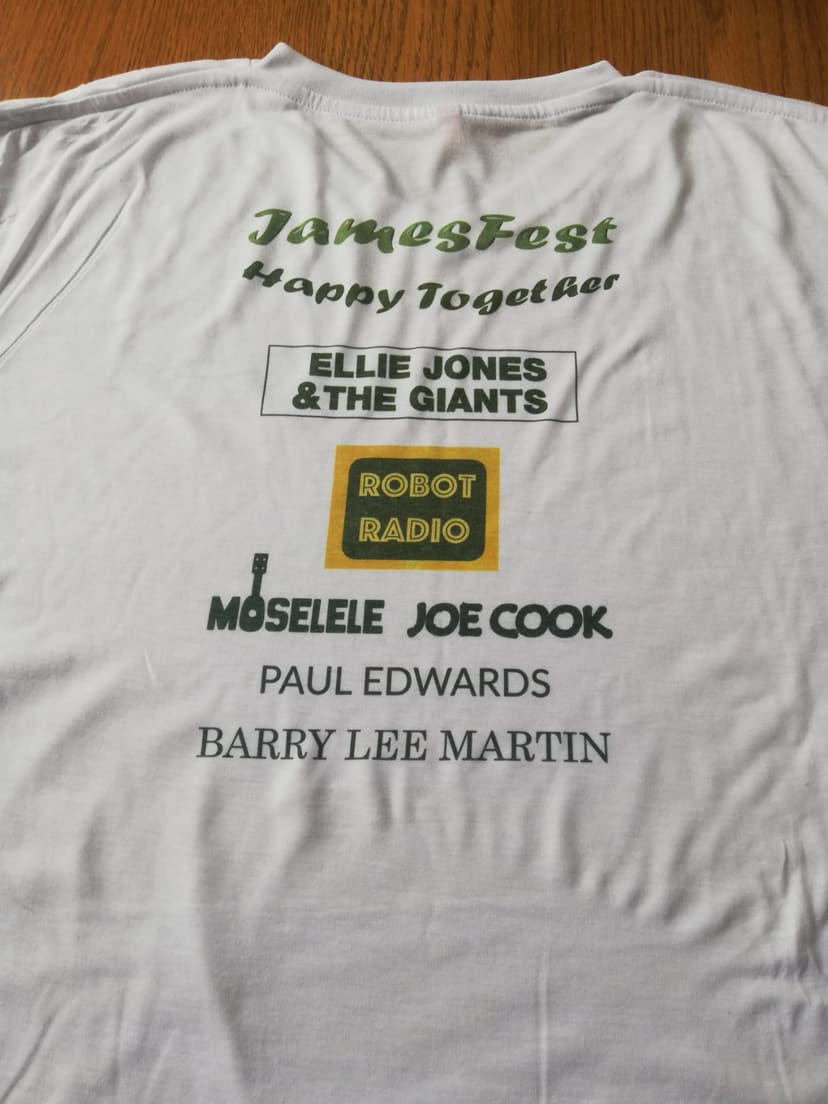 JamesFest
Happy Together
ELLIE JONES
&THE GIANTS
ROBOT
RADIO
MOSELELE JOE COOK
PAUL EDWARDS
BARRY LEE MARTIN